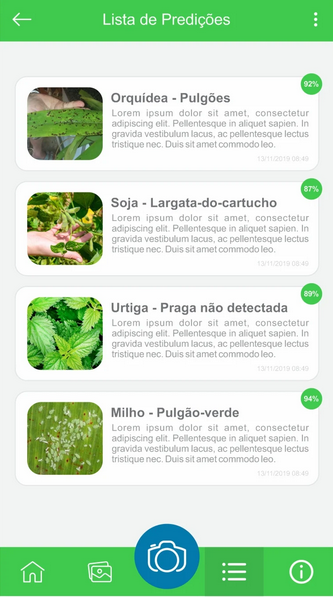 Lista de Predições
92%
Orquídea - Pulgões
Lorem ipsum dolor sit amet, consectetur
adipiscing elit. Pellentesque in aliquet sapien. In
gravida vestibulum lacus, ac pellentesque lectus
tristique nec. Duis sit amet commodo leo.
13/11/2019 08:49
87%
Soja - Largata-do-cartucho
Lorem ipsum dolor sit amet, consectetur
adipiscing elit. Pellentesque in aliquet sapien. In
gravida vestibulum lacus, ac pellentesque lectus
tristique nec. Duis sit amet commodo leo.
13/11/2019 08:49
89%
Urtiga - Praga não detectada
Lorem ipsum dolor sit amet, consectetur
adipiscing elit. Pellentesque in aliquet sapien. In
gravida vestibulum lacus, ac pellentesque lectus
tristique nec. Duis sit amet commodo leo.
13/11/2019 08:49
94%
Milho - Pulgão-verde
Lorem ipsum dolor sit amet, consectetur
adipiscing elit. Pellentesque in aliquet sapien. In
gravida vestibulum lacus, ac pellentesque lectus
tristique nec. Duis sit amet commodo leo.
13/11/2019 08:49